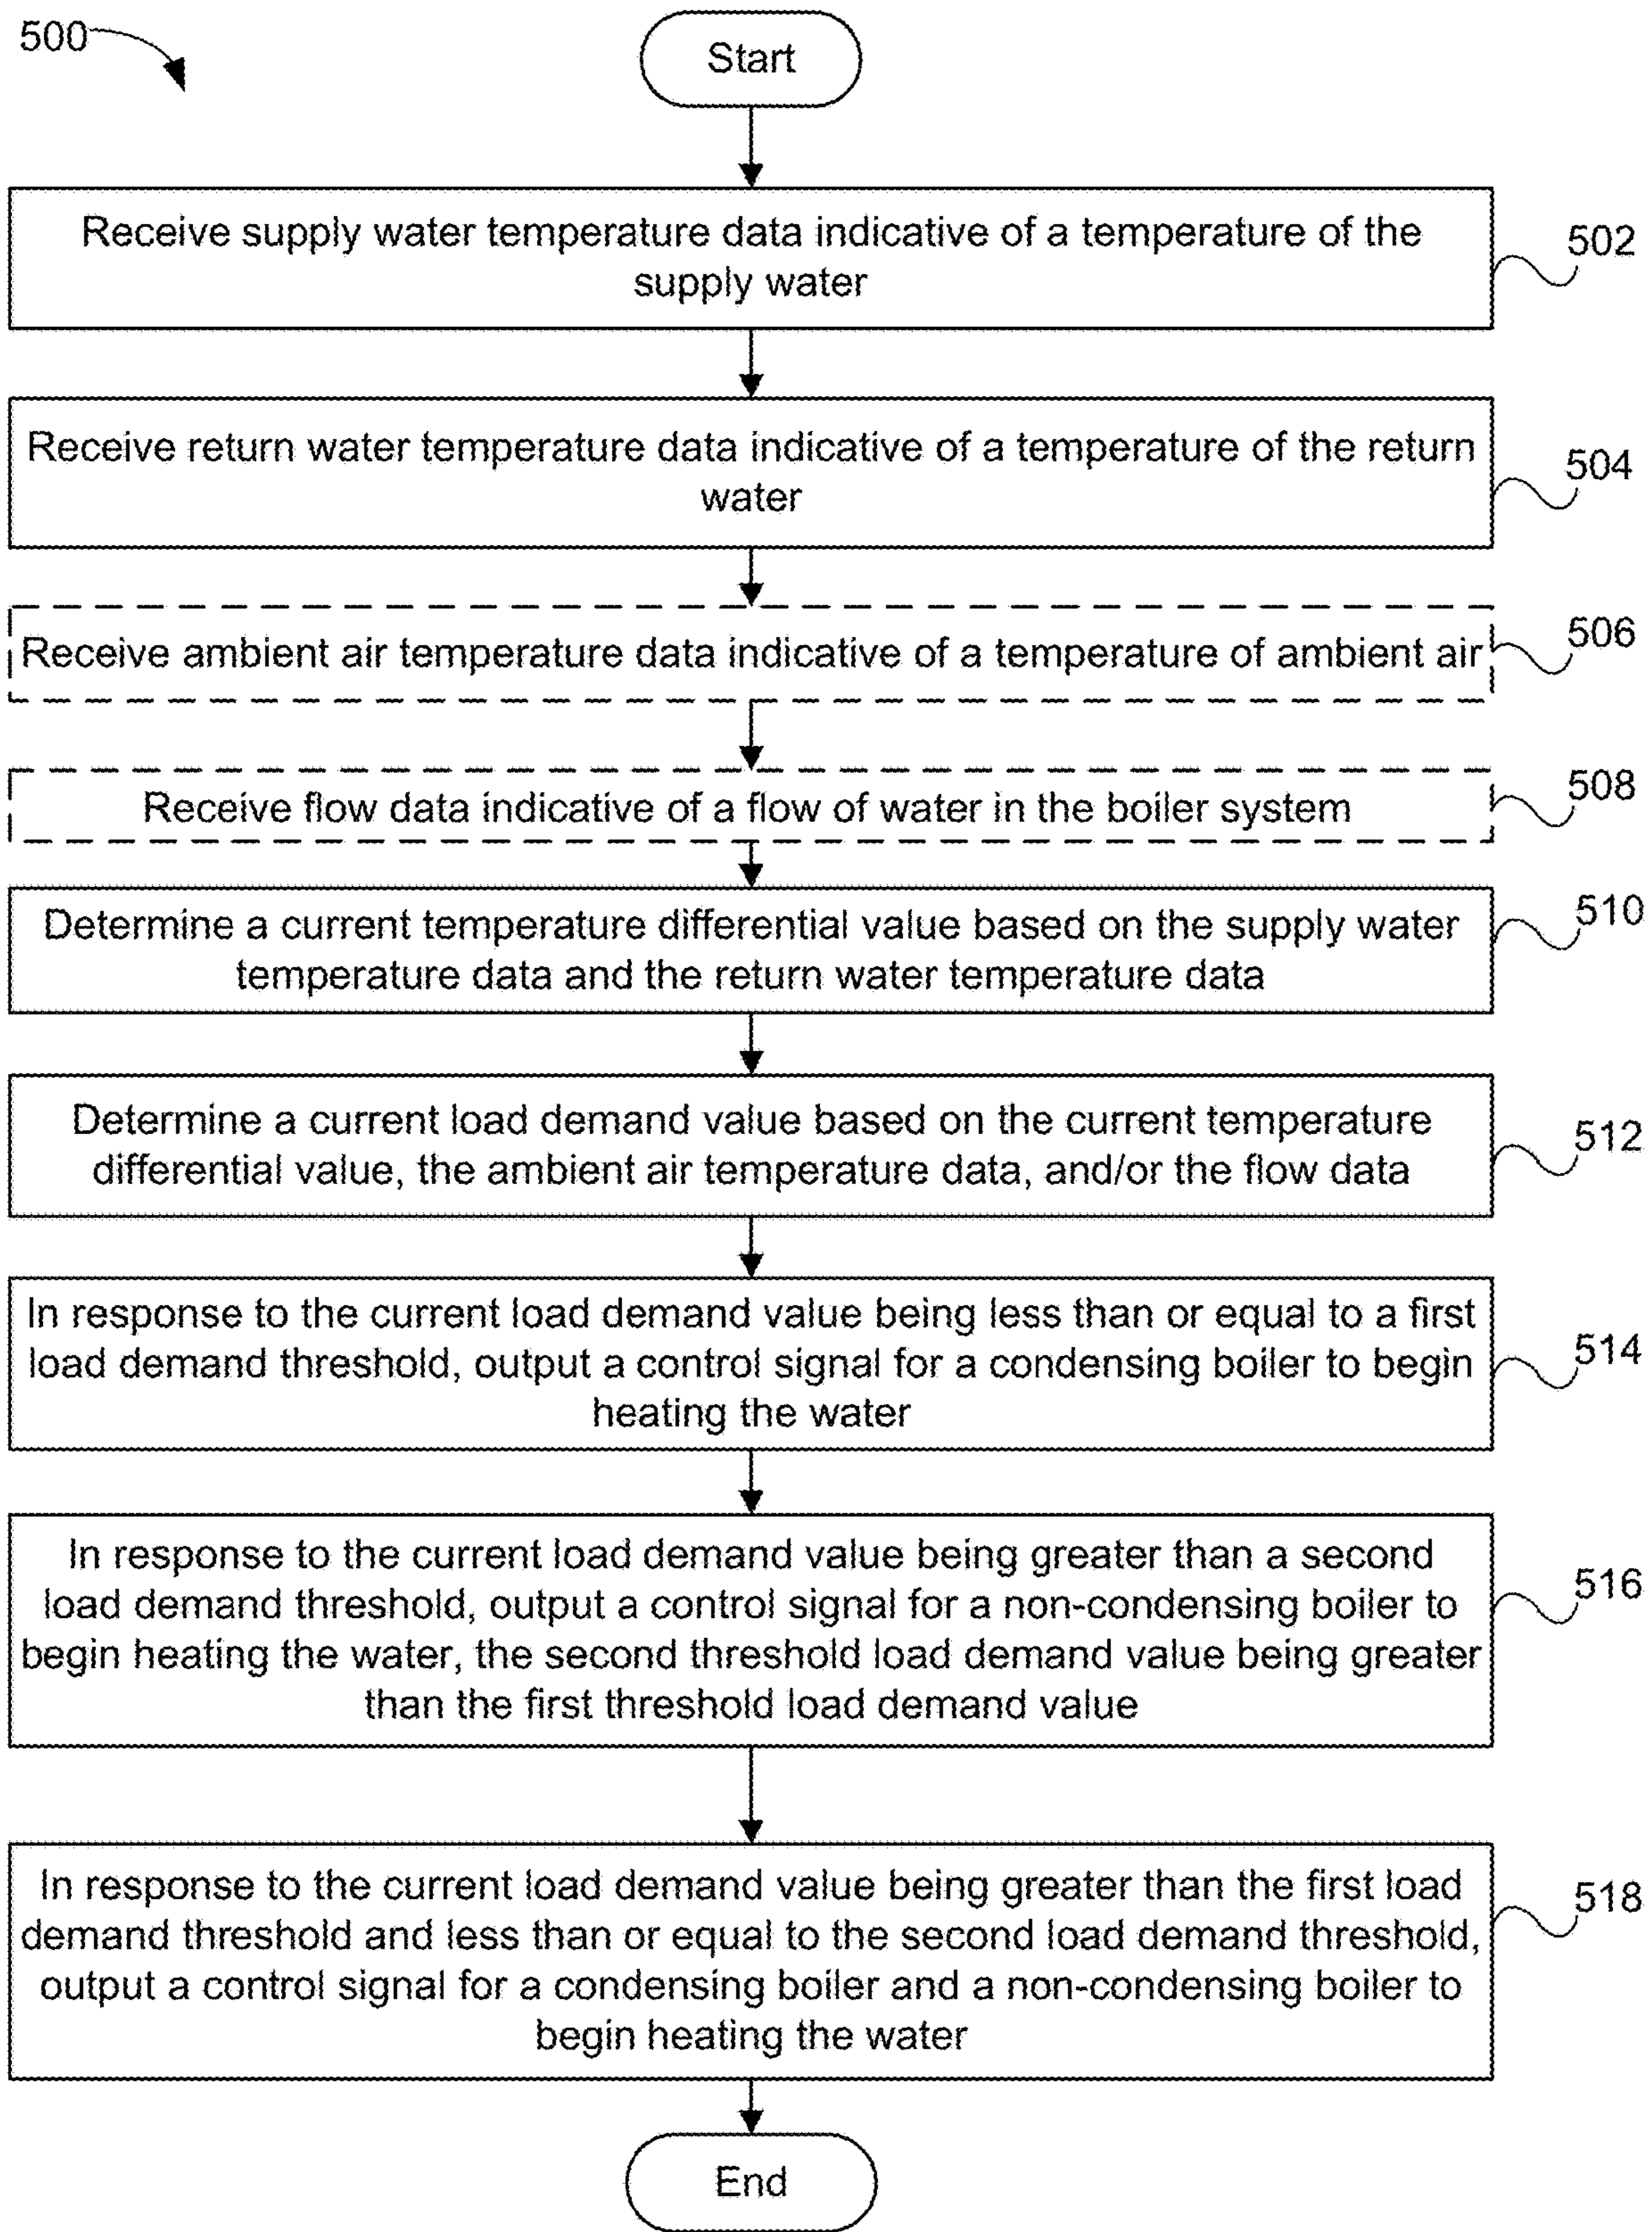 500
Start
Receive supply water temperature data indicative of a temperature of the
supply water
502
Receive return water temperature data indicative of a temperature of the return
water
504
Receive ambient air temperature data indicative of a temperature of ambient air
506
Receive flow data indicative of a flow of water in the boiler system
508
Determine a current temperature differential value based on the supply water
temperature data and the return water temperature data
510
Determine a current load demand value based on the current temperature
differential value, the ambient air temperature data, and/or the flow data
512
In response to the current load demand value being less than or equal to a first
load demand threshold, output a control signal for a condensing boiler to begin
heating the water
514
In response to the current load demand value being greater than a second
load demand threshold, output a control signal for a non-condensing boiler to
begin heating the water, the second threshold load demand value being greater
than the first threshold load demand value
516
In response to the current load demand value being greater than the first load
demand threshold and less than or equal to the second load demand threshold,
output a control signal for a condensing boiler and a non-condensing boiler to
begin heating the water
518
End